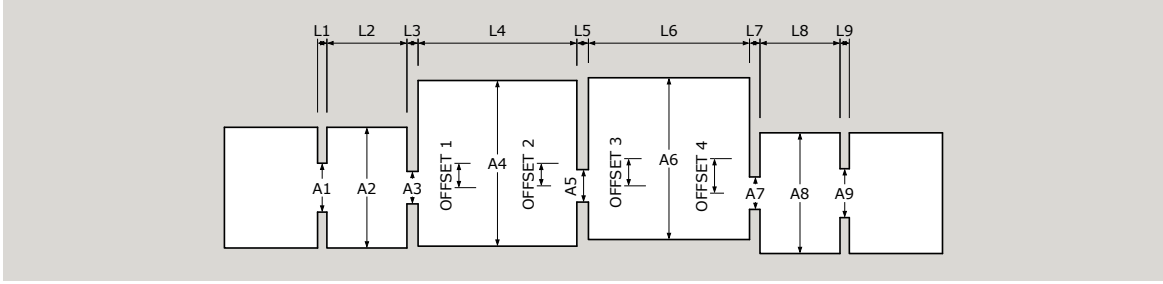 L1 L2 L3 L4 L5 L6 L7 L8 L9
A1 A2 A3 OFFSET 1 A4 OFFSET 2 A5 OFFSET 3 A6 OFFSET 4 A7 A8 A9